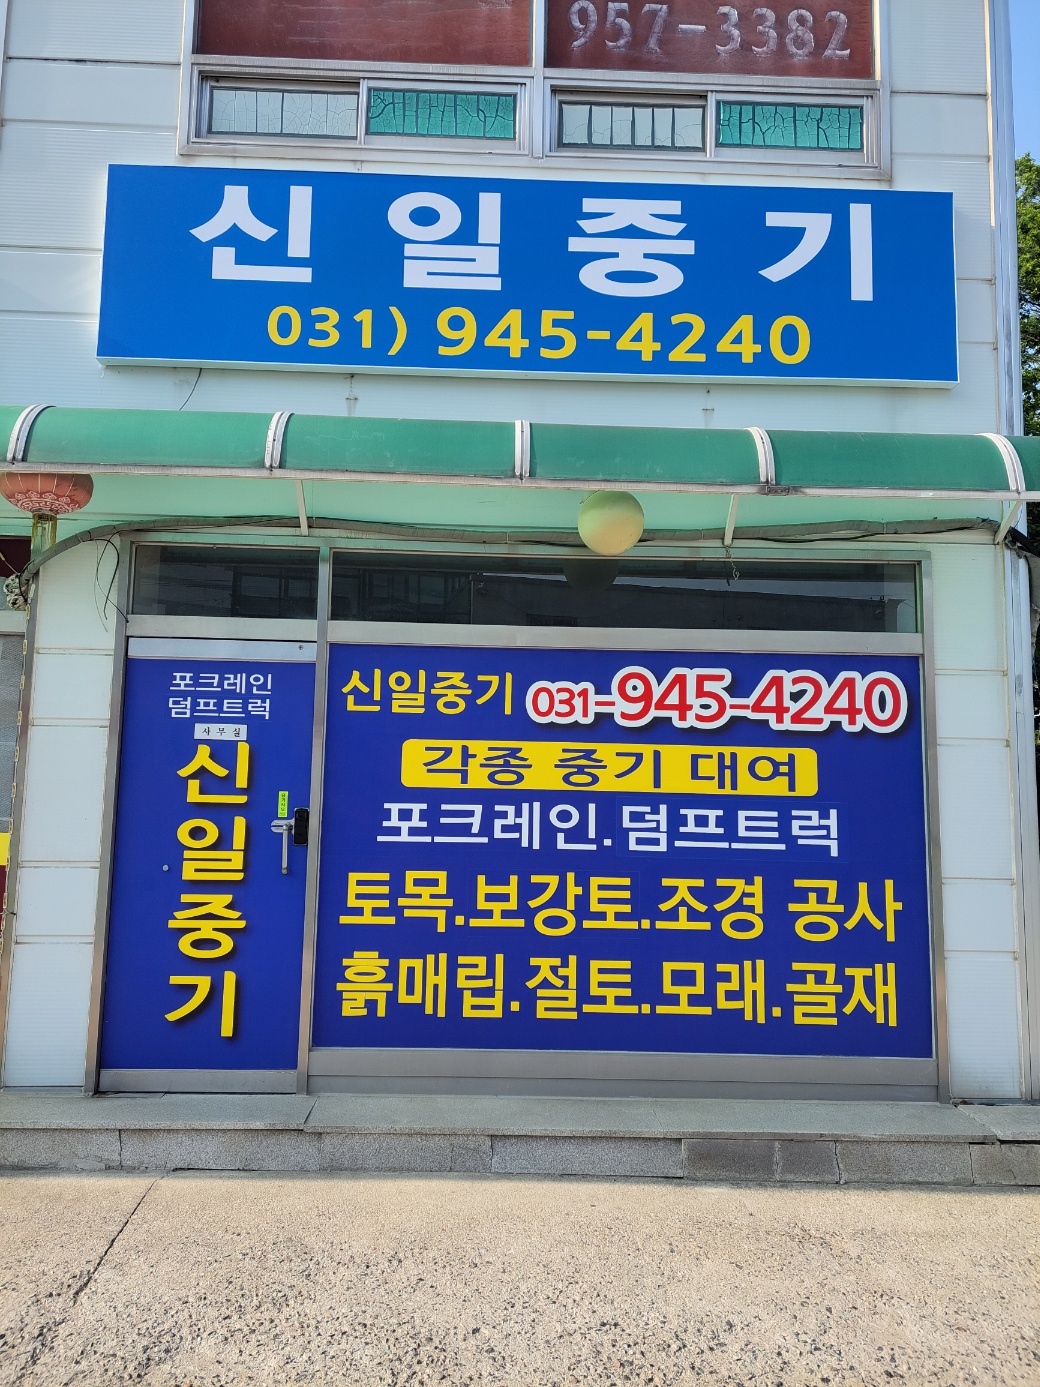 957-3382
신일중기
031) 945-4240
포크레인
덤프트럭
사무실
신일중기
신일중기 031-945-4240
각종 중기 대여
포크레인.덤프트럭
토목.보강토.조경 공사
흙매립.절토.모래.골재